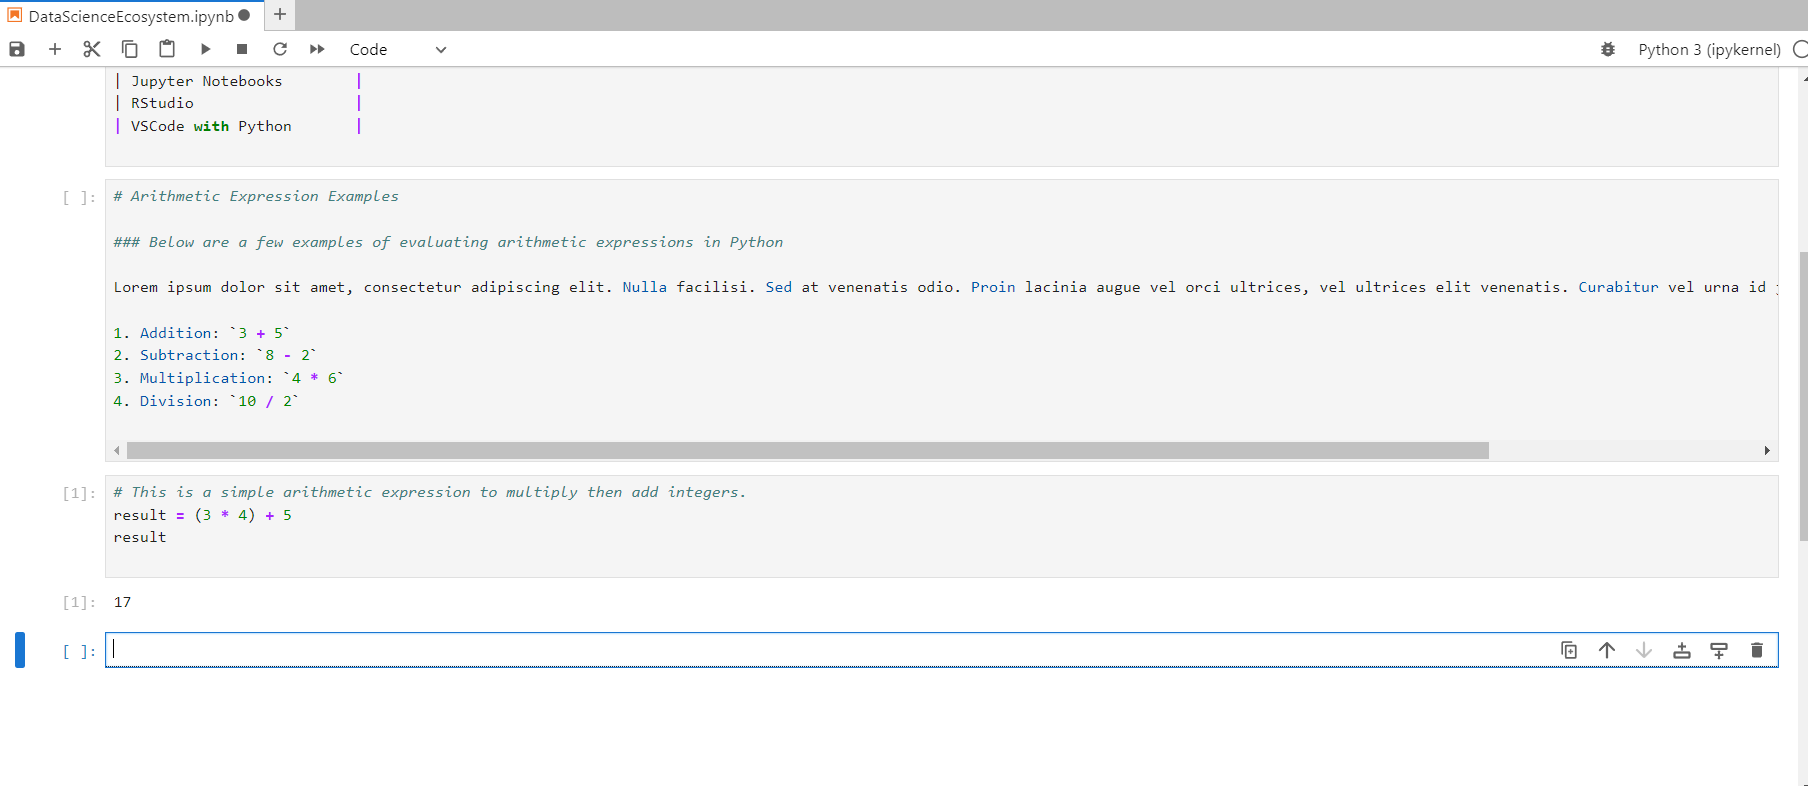 DataScienceEcosystem.ipynb
Code
Python 3 (ipykernel)
| Jupyter Notebooks |
| RStudio |
| VSCode with Python |
[ ]:
# Arithmetic Expression Examples
### Below are a few examples of evaluating arithmetic expressions in Python
Lorem ipsum dolor sit amet, consectetur adipiscing elit. Nulla facilisi. Sed at venenatis odio. Proin lacinia augue vel orci ultrices, vel ultrices elit venenatis. Curabitur vel urna id
1. Addition: `3 + 5`
2. Subtraction: `8 - 2`
3. Multiplication: `4 * 6`
4. Division: `10 / 2`
[1]:
# This is a simple arithmetic expression to multiply then add integers.
result = (3 * 4) + 5
result
[1]: 17
[ ]: